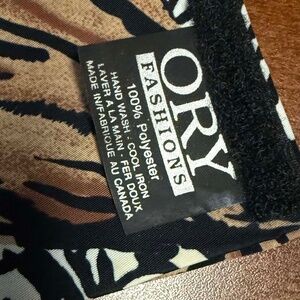 ORY
FASHIONS
100% Polyester
HAND WASH · COOL IRON
LAVER A LA MAIN · FER DOUX
MADE IN/FABRIQUE AU CANADA